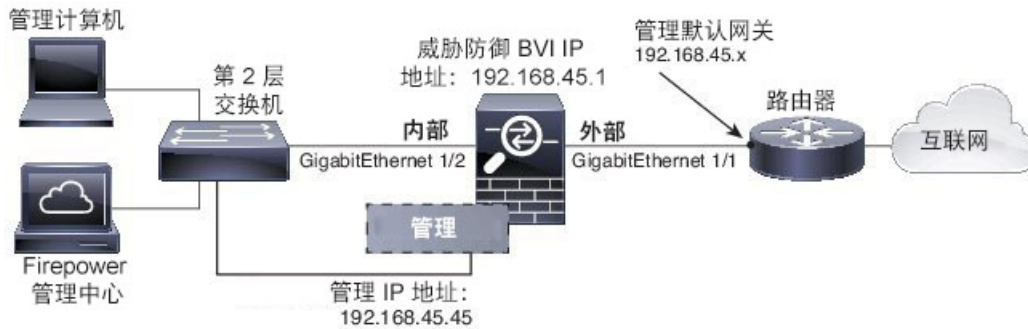 管理计算机
第 2 层
交换机
威胁防御 BVI IP
地址：192.168.45.1
管理默认网关
192.168.45.x
路由器
内部
GigabitEthernet 1/2
外部
GigabitEthernet 1/1
互联网
管理
Firepower
管理中心
管理 IP 地址：
192.168.45.45